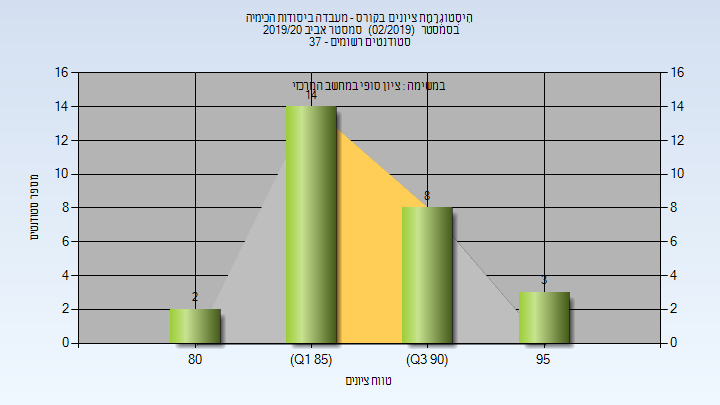 היסטוגרמת ציונים בקורס - מעבדה ביסודות הכימיה
בסמסטר (02/2019) סמסטר אביב 2019/20
סטודנטים רשומים - 37
במשימה : ציון סופי במחשב המרכזי
16 16
14 14
14
12 12
10 10
8 8
8
6 6
4 4
3
2 2
2
0 0
מספר סטודנטים
80 (Q1 85) (Q3 90) 95
טווח ציונים